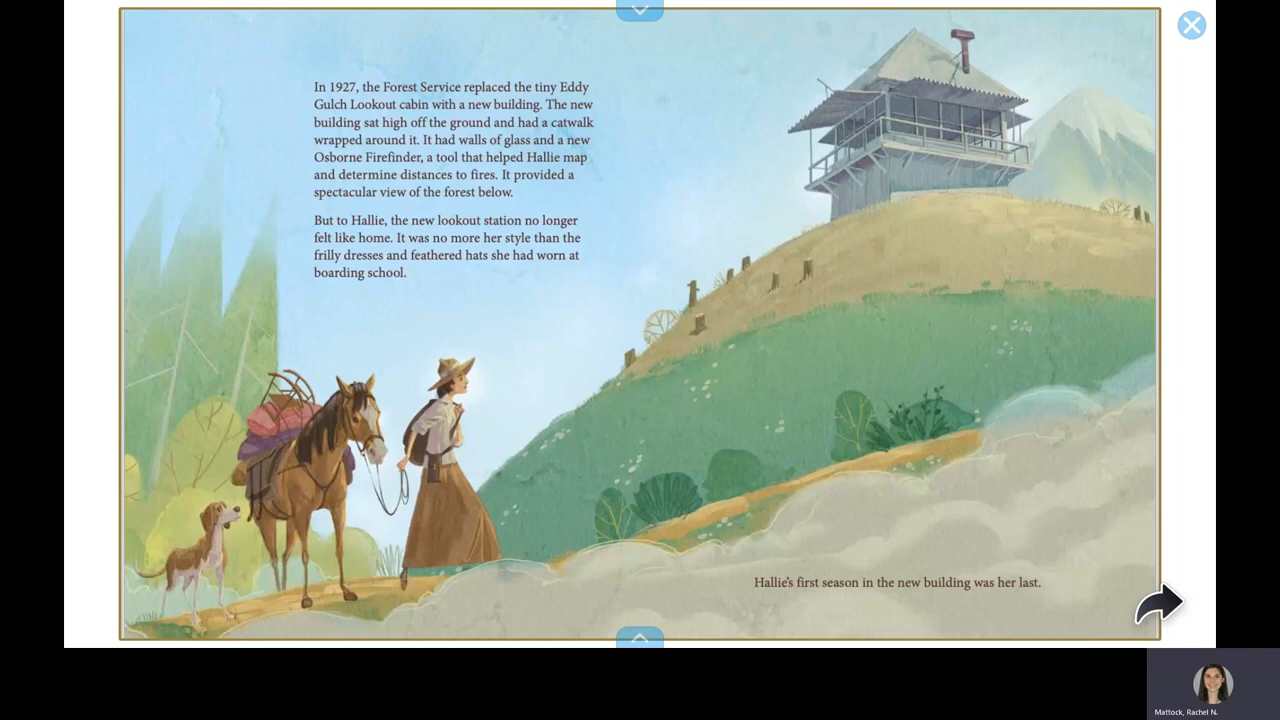 In 1927, the Forest Service replaced the tiny Eddy
Gulch Lookout cabin with a new building. The new
building sat high off the ground and had a catwalk
wrapped around it. It had walls of glass and a new
Osborne Firefinder, a tool that helped Hallie map
and determine distances to fires. It provided a
spectacular view of the forest below.
But to Hallie, the new lookout station no longer
felt like home. It was no more her style than the
frilly dresses and feathered hats she had worn at
boarding school.
Hallie's first season in the new building was her last.
Mattock, Rachel N.